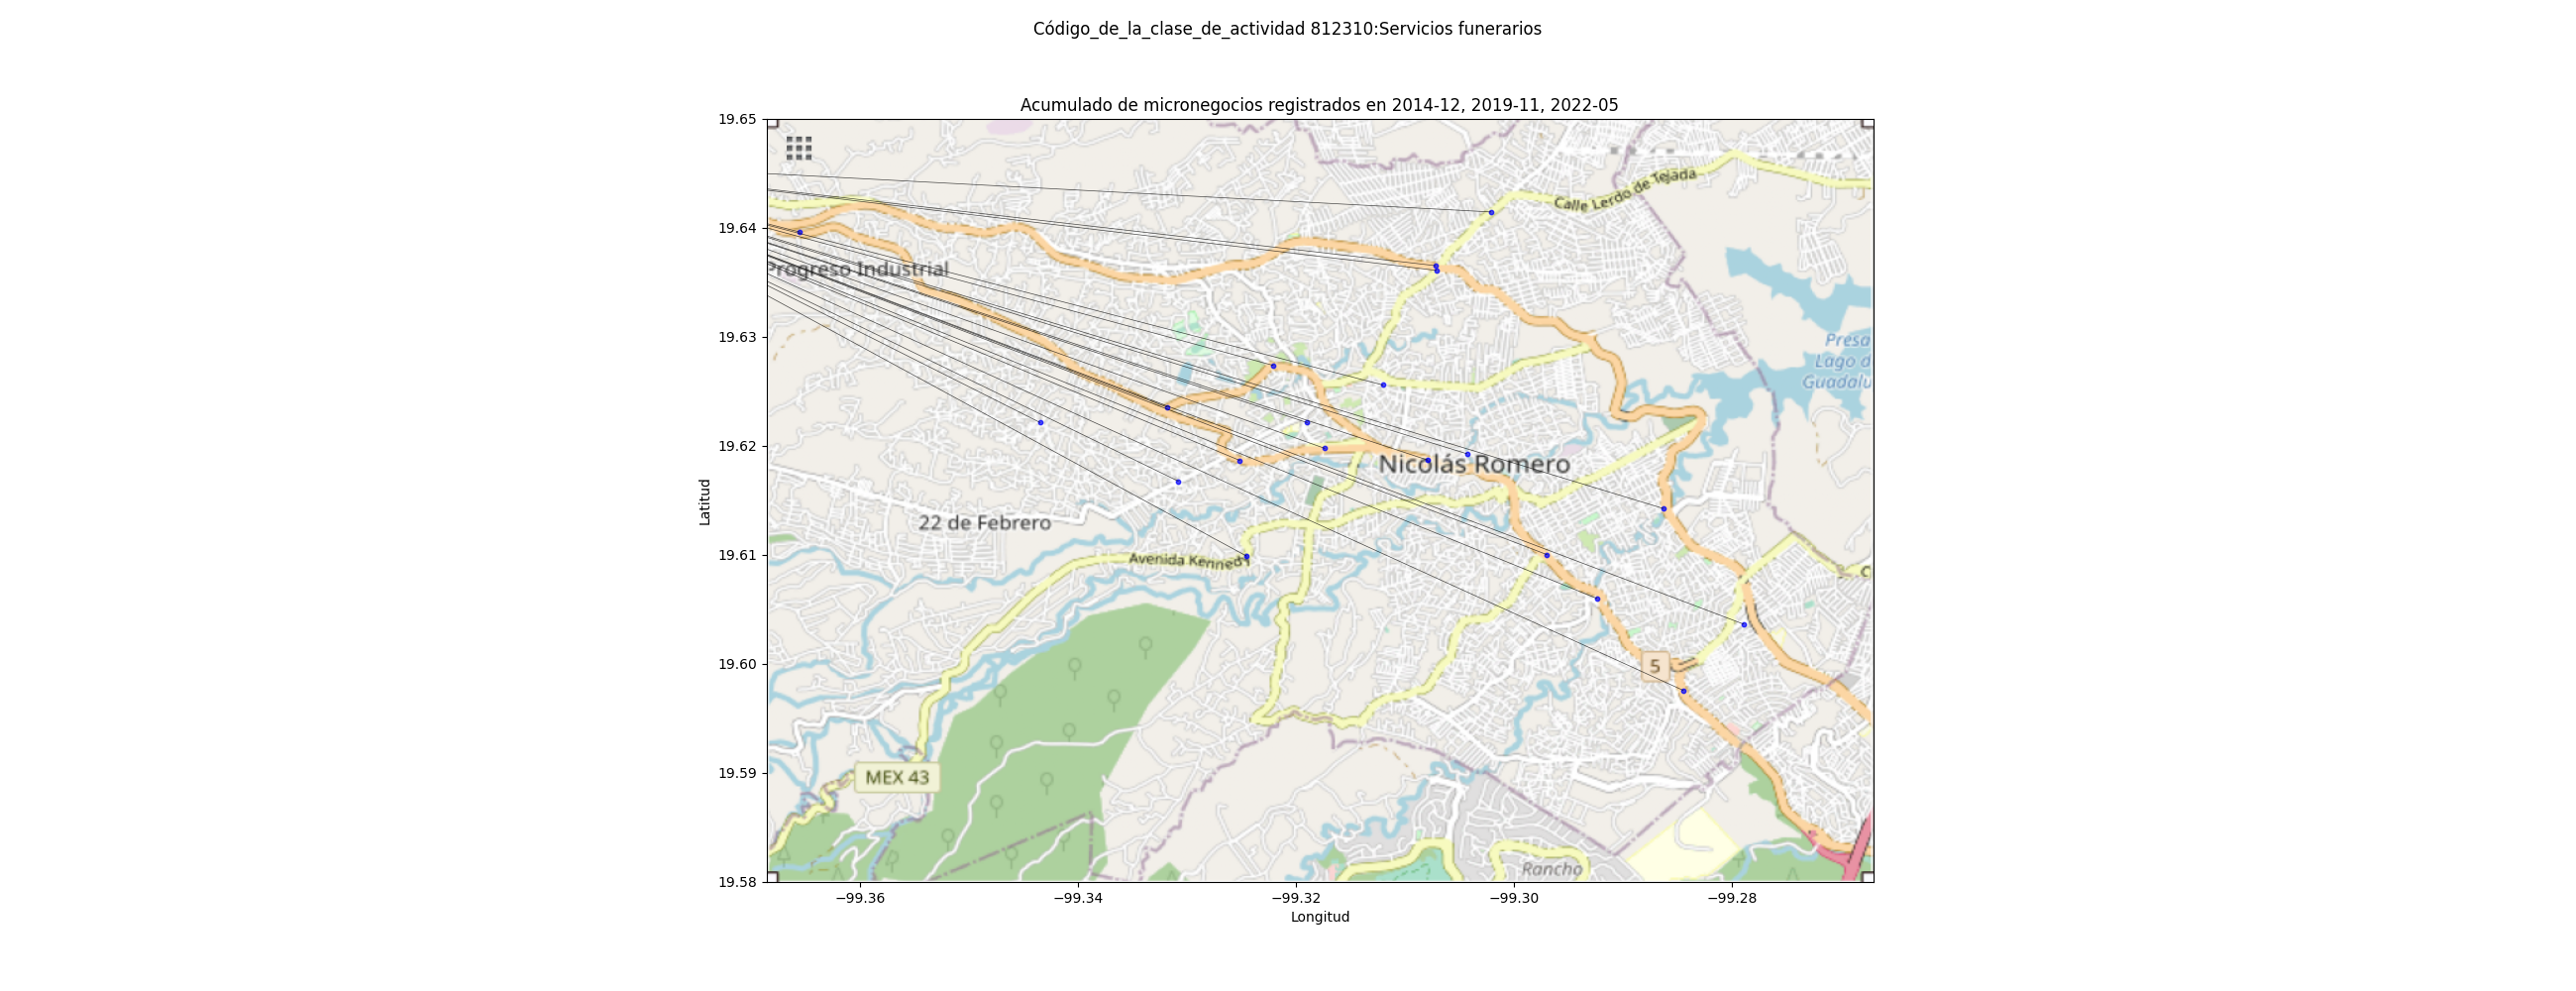 Código_de_la_clase_de_actividad 812310:Servicios funerarios
Acumulado de micronegocios registrados en 2014-12, 2019-11, 2022-05
19.65
19.64
19.63
19.62
19.61
19.60
19.59
19.58
Latitud
Calle Lerdo de Tejada
Progreso Industrial
Presa
Lago d
Guadalu
Nicolás Romero
22 de Febrero
Avenida Kennedy
5
MEX 43
Rancho
−99.36
−99.34
−99.32
−99.30
−99.28
Longitud